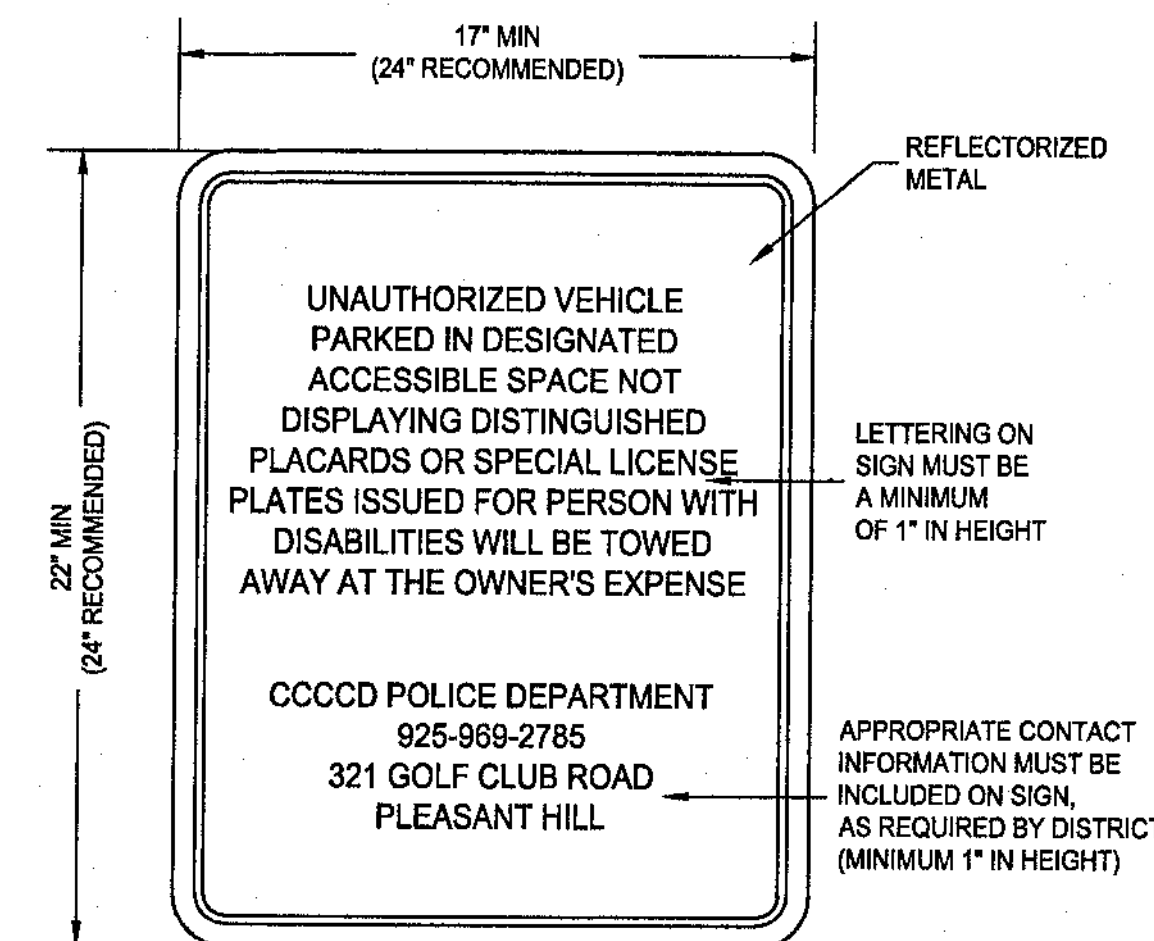 17" MIN
(24" RECOMMENDED)
REFLECTORIZED
METAL
UNAUTHORIZED VEHICLE
PARKED IN DESIGNATED
ACCESSIBLE SPACE NOT
DISPLAYING DISTINGUISHED
PLACARDS OR SPECIAL LICENSE
PLATES ISSUED FOR PERSON WITH
DISABILITIES WILL BE TOWED
AWAY AT THE OWNER'S EXPENSE
LETTERING ON
SIGN MUST BE
A MINIMUM
OF 1" IN HEIGHT
22" MIN
(24" RECOMMENDED)
CCCCD POLICE DEPARTMENT
925-969-2785
321 GOLF CLUB ROAD
PLEASANT HILL
APPROPRIATE CONTACT
INFORMATION MUST BE
INCLUDED ON SIGN,
AS REQUIRED BY DISTRICT
(MINIMUM 1" IN HEIGHT)